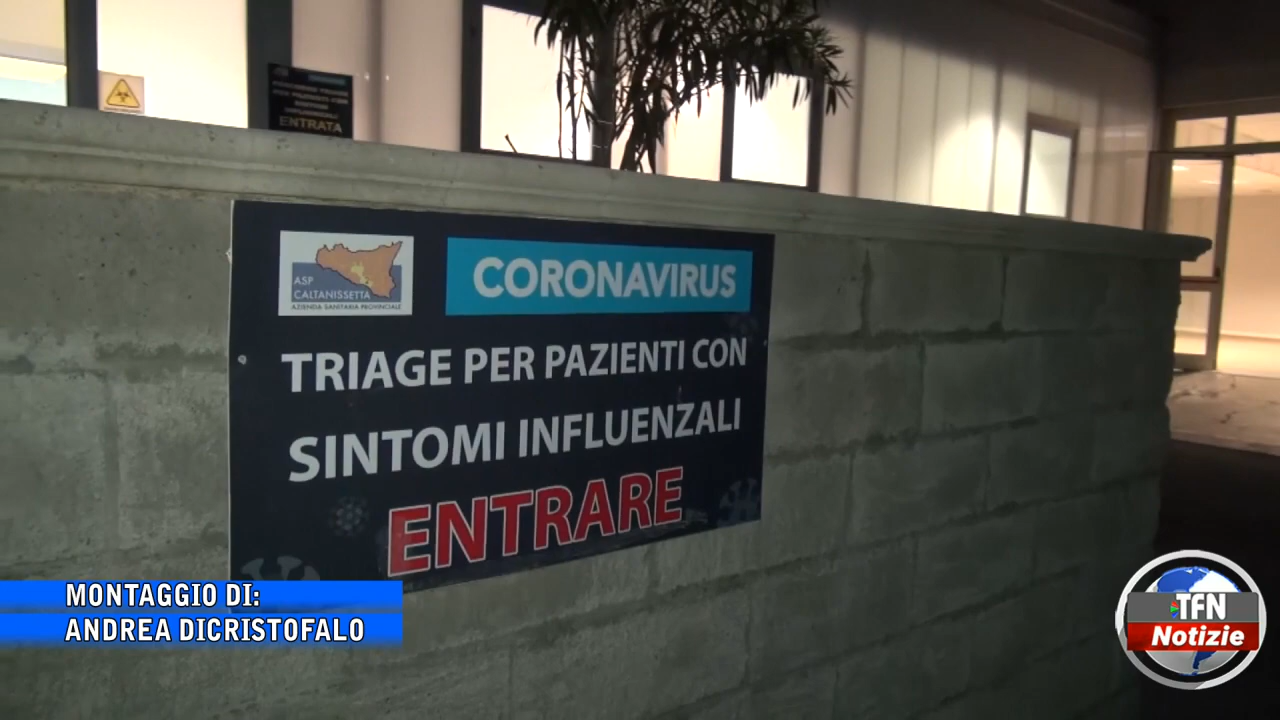 ENTRATA
ASP
CALTANISSETTA
AZIENDA SANITARIA PROVINCIALE
CORONAVIRUS
TRIAGE PER PAZIENTI CON
SINTOMI INFLUENZALI
ENTRARE
MONTAGGIO DI:
ANDREA DICRISTOFALO
TFN
Notizie